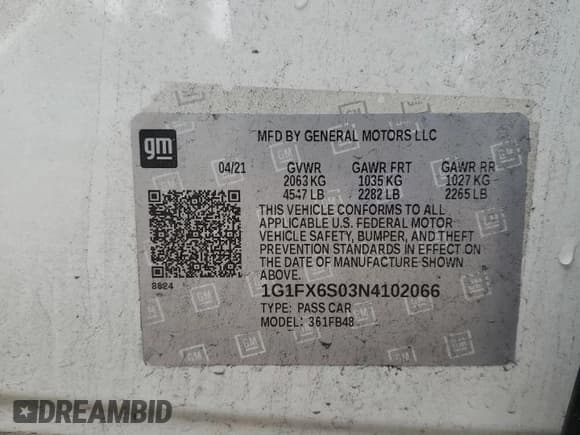 gm
MFD BY GENERAL MOTORS LLC
04/21 GVWR GAWR FRT GAWR RR
2063 KG 1035 KG 1027 KG
4547 LB 2282 LB 2265 LB
THIS VEHICLE CONFORMS TO ALL
APPLICABLE U.S. FEDERAL MOTOR
VEHICLE SAFETY, BUMPER, AND THEFT
PREVENTION STANDARDS IN EFFECT ON
THE DATE OF MANUFACTURE SHOWN
ABOVE.
8624
1G1FX6S03N4102066
TYPE: PASS CAR
MODEL: 361FB48
DREAMBID